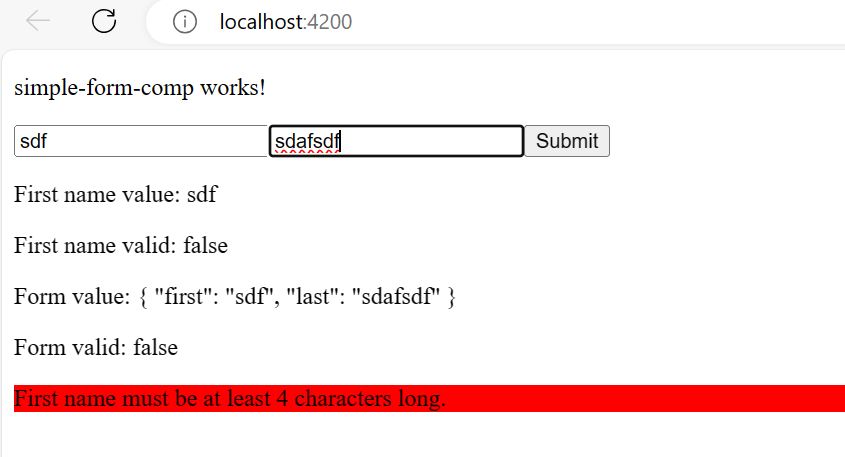 localhost:4200
simple-form-comp works!
sdf sdafsdf Submit
First name value: sdf
First name valid: false
Form value: { "first": "sdf", "last": "sdafsdf" }
Form valid: false
First name must be at least 4 characters long.